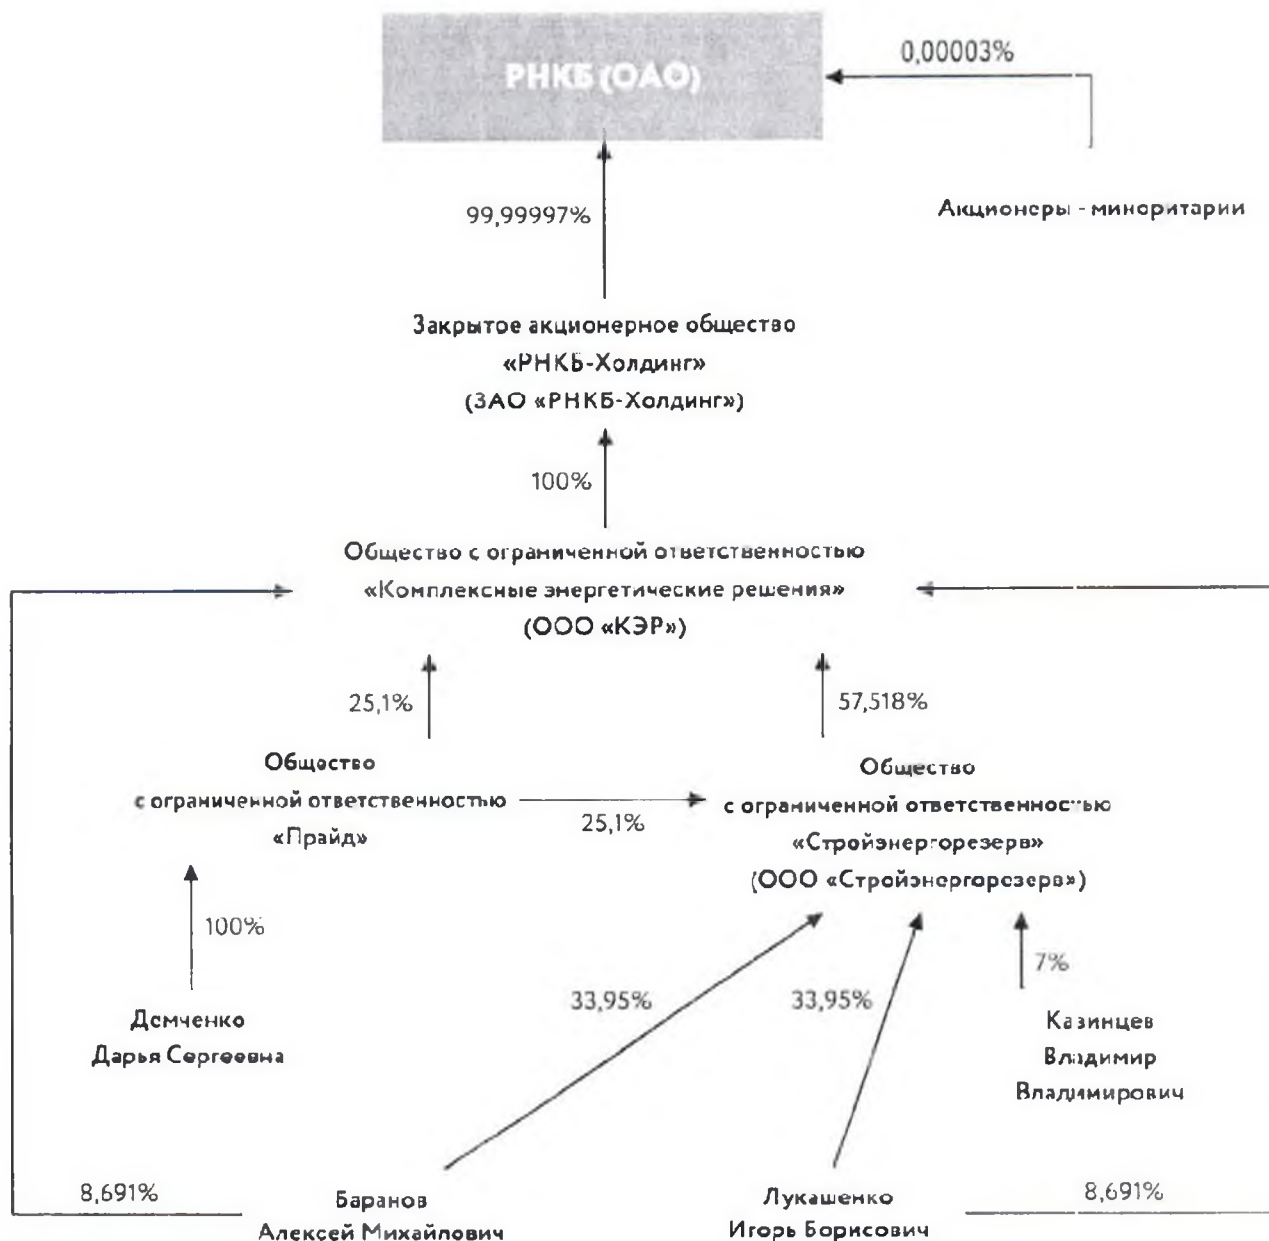 РНКБ (ОАО)
0,00003%
99,99997%
Акционеры - миноритарии
Закрытое акционерное общество
«РНКБ-Холдинг»
(ЗАО «РНКБ-Холдинг»)
100%
Общество с ограниченной ответственностью
«Комплексные энергетические решения»
(ООО «КЭР»)
25,1%
57,518%
Общество
с ограниченной ответственностью
«Прайд»
25,1%
Общество
с ограниченной ответственностью
«Стройэнергорезерв»
(ООО «Стройэнергорезерв»)
100%
33,95%
33,95%
7%
Демченко
Дарья Сергеевна
Казинцев
Владимир
Владимирович
8,691%
Баранов
Алексей Михайлович
Лукашенко
Игорь Борисович
8,691%